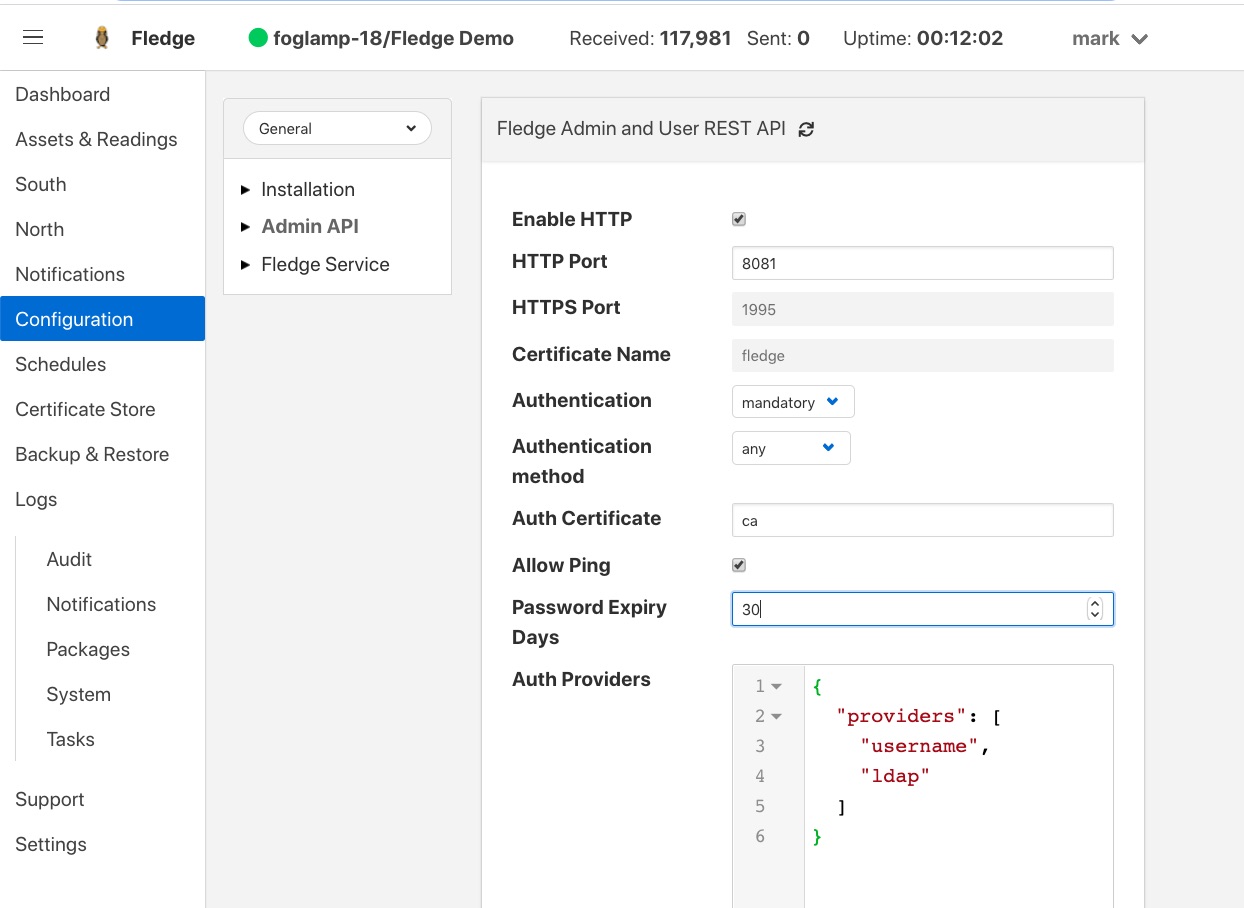 Fledge
foglamp-18/Fledge Demo
Received: 117,981 Sent: 0 Uptime: 00:12:02
mark
Dashboard
Assets & Readings
South
North
Notifications
Configuration
Schedules
Certificate Store
Backup & Restore
Logs
Audit
Notifications
Packages
System
Tasks
Support
Settings
General
Installation
Admin API
Fledge Service
Fledge Admin and User REST API
Enable HTTP
HTTP Port
8081
HTTPS Port
1995
Certificate Name
fledge
Authentication
mandatory
Authentication
method
any
Auth Certificate
ca
Allow Ping
Password Expiry
Days
30
Auth Providers
1 {
2 "providers": [
3 "username",
4 "ldap"
5 ]
6 }